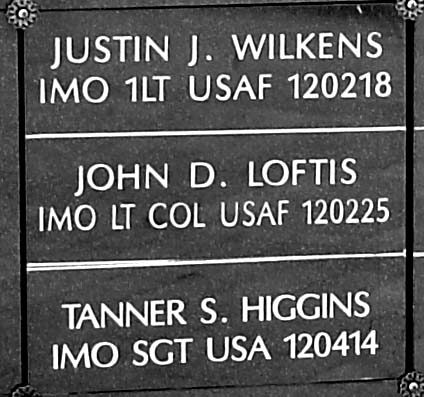 JUSTIN J. WILKENS
IMO 1LT USAF 120218
JOHN D. LOFTIS
IMO LT COL USAF 120225
TANNER S. HIGGINS
IMO SGT USA 120414